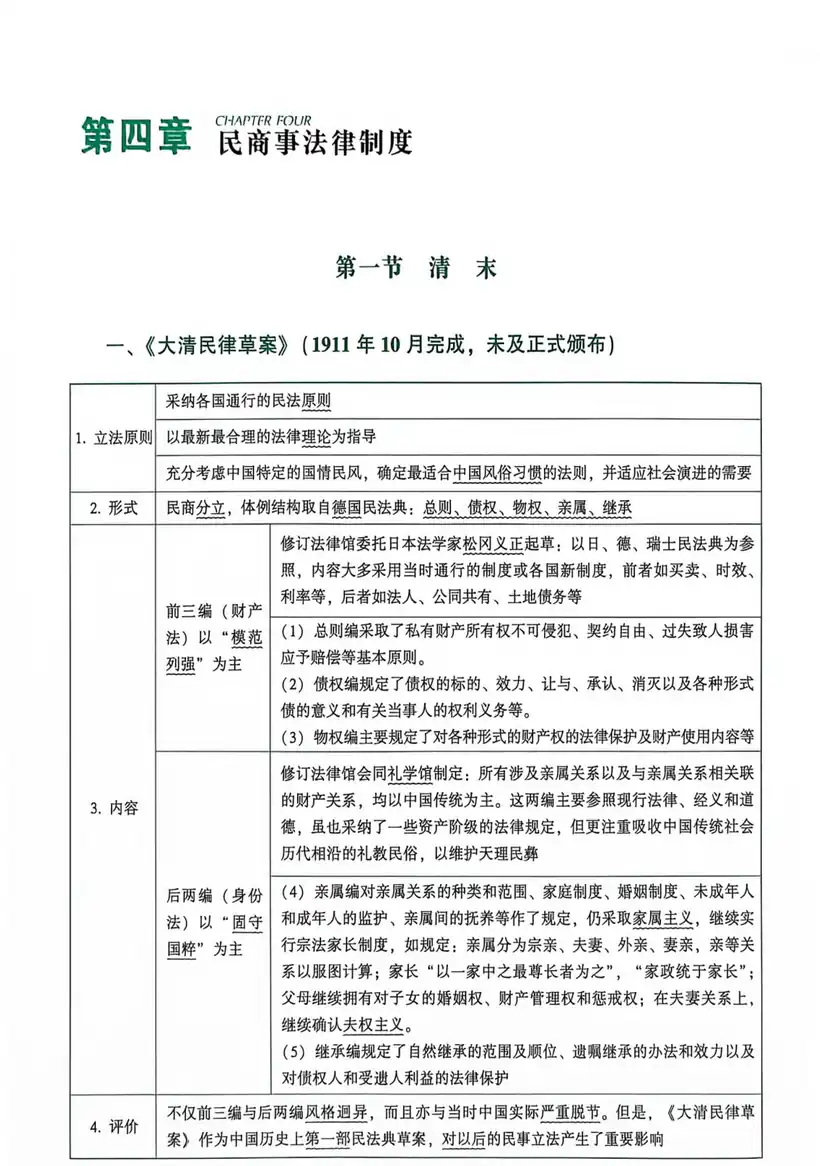 第四章
CHAPTER FOUR
民商事法律制度
第一节 清 末
一、《大清民律草案》(1911 年 10 月完成,未及正式颁布)
1. 立法原则
采纳各国通行的民法原则
以最新最合理的法律理论为指导
充分考虑中国特定的国情民风,确定最适合中国风俗习惯的法则,并适应社会演进的需要
2. 形式
民商分立,体例结构取自德国民法典:总则、债权、物权、亲属、继承
3. 内容
前三编(财产
法)以“模范
列强”为主
修订法律馆委托日本法学家松冈义正起草:以日、德、瑞士民法典为参
照,内容大多采用当时通行的制度或各国新制度,前者如买卖、时效、
利率等,后者如法人、公同共有、土地债务等
(1)总则编采取了私有财产所有权不可侵犯、契约自由、过失致人损害
应予赔偿等基本原则。
(2)债权编规定了债权的标的、效力、让与、承认、消灭以及各种形式
债的意义和有关当事人的权利义务等。
(3)物权编主要规定了对各种形式的财产权的法律保护及财产使用内容等
后两编(身份
法)以“固守
国粹”为主
修订法律馆会同礼学馆制定:所有涉及亲属关系以及与亲属关系相关联
的财产关系,均以中国传统为主。这两编主要参照现行法律、经义和道
德,虽也采纳了一些资产阶级的法律规定,但更注重吸收中国传统社会
历代相沿的礼教民俗,以维护天理民彝
(4)亲属编对亲属关系的种类和范围、家庭制度、婚姻制度、未成年人
和成年人的监护、亲属间的抚养等作了规定,仍采取家属主义,继续实
行宗法家长制度,如规定:亲属分为宗亲、夫妻、外亲、妻亲,亲等关
系以服图计算;家长“以一家中之最尊长者为之”,“家政统于家长”;
父母继续拥有对子女的婚姻权、财产管理权和惩戒权;在夫妻关系上,
继续确认夫权主义。
(5)继承编规定了自然继承的范围及顺位、遗嘱继承的办法和效力以及
对债权人和受遗人利益的法律保护
4. 评价
不仅前三编与后两编风格迥异,而且亦与当时中国实际严重脱节。但是,《大清民律草
案》作为中国历史上第一部民法典草案,对以后的民事立法产生了重要影响